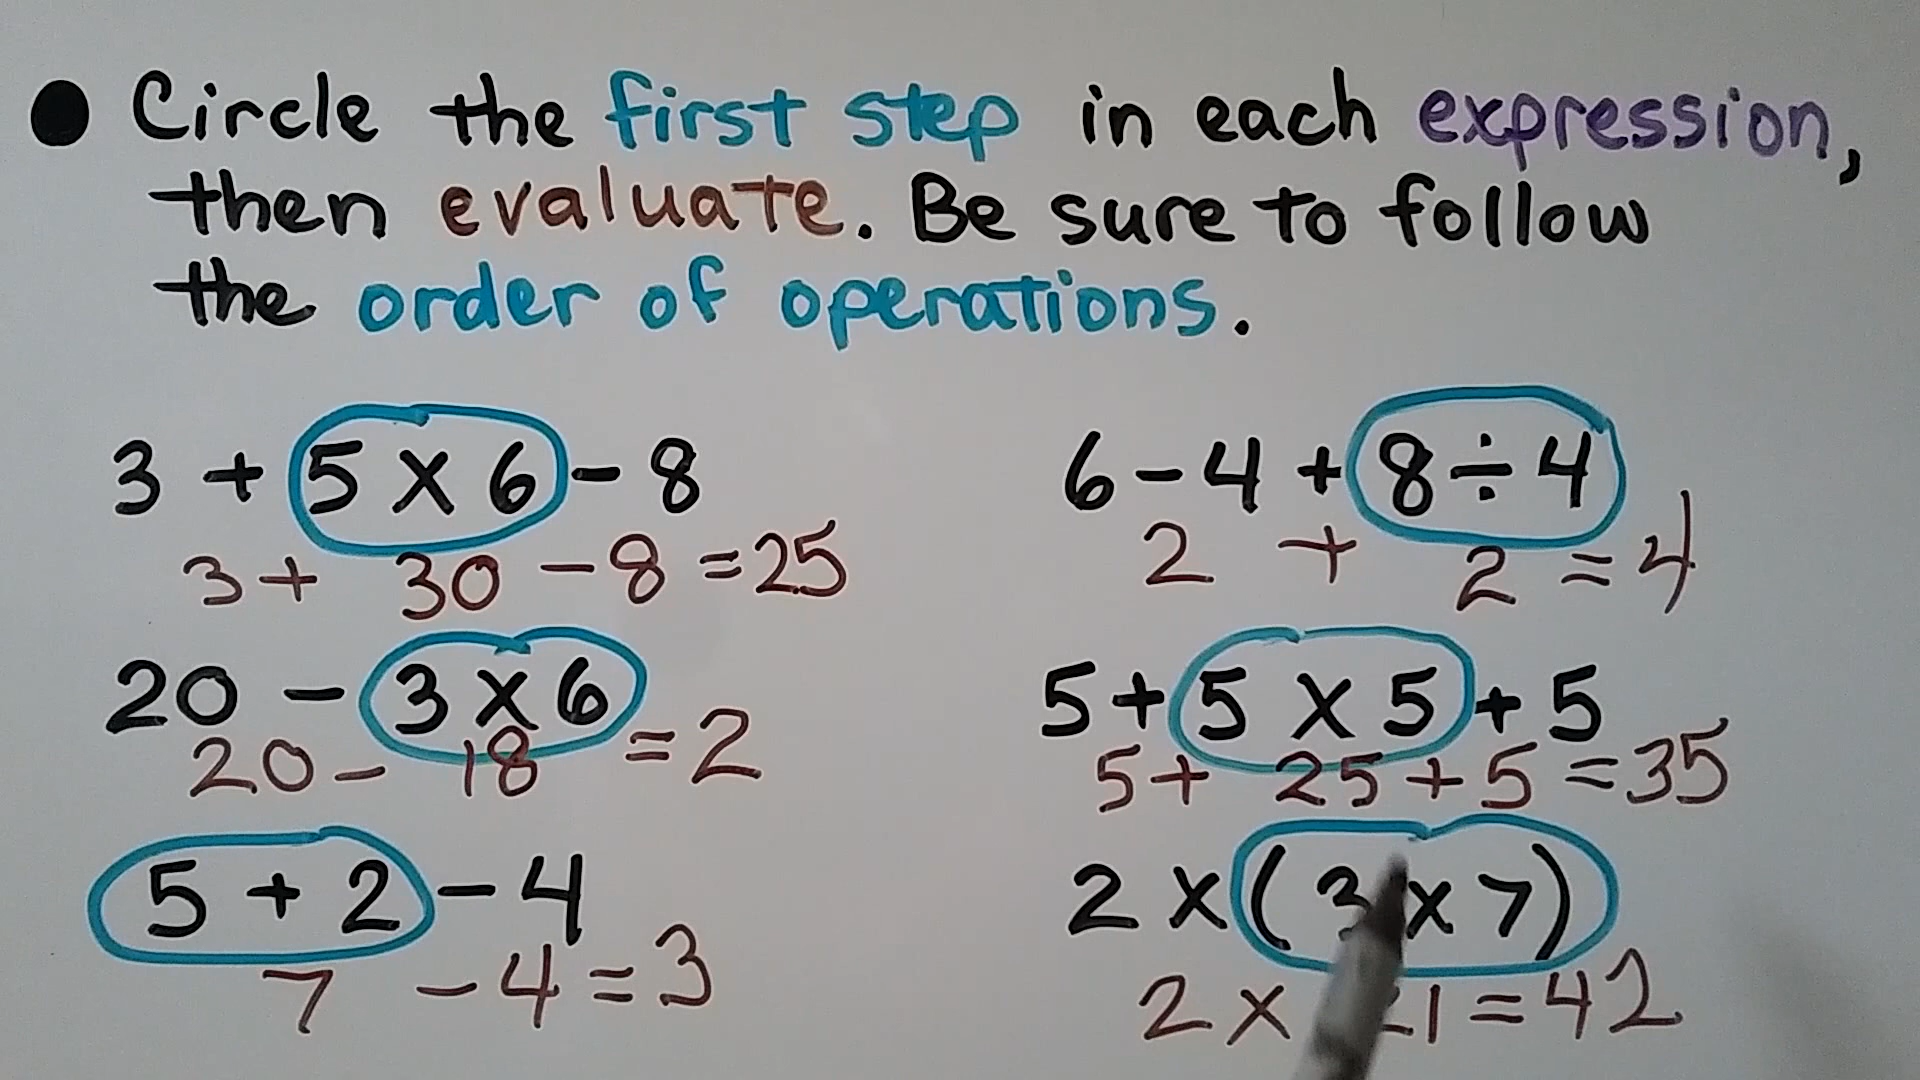 ● Circle the first step in each expression,
then evaluate. Be sure to follow
the order of operations.
3 + 5 x 6 - 8
3 + 30 - 8 = 25
20 - 3 x 6
20 - 18 = 2
5 + 2 - 4
7 - 4 = 3
6 - 4 + 8 ÷ 4
2 + 2 = 4
5 + 5 x 5 + 5
5 + 25 + 5 = 35
2 x (3 x 7)
2 x 21 = 42